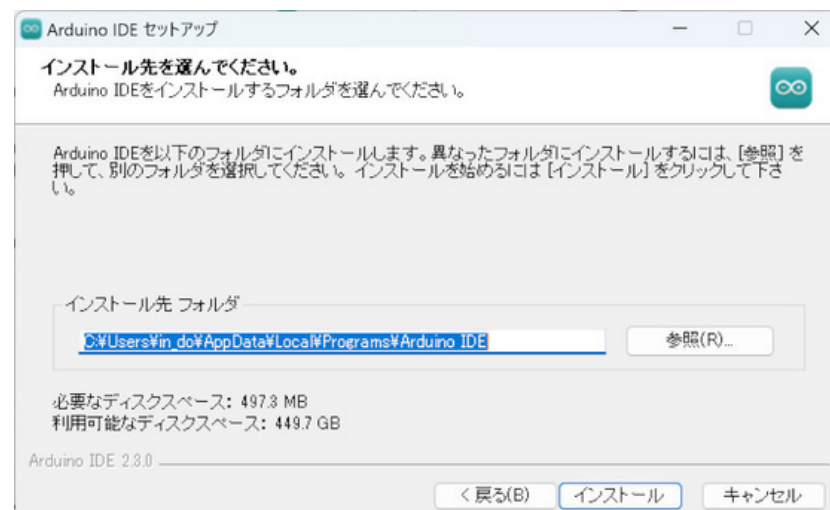 Arduino IDE セットアップ
インストール先を選んでください。
Arduino IDEをインストールするフォルダを選んでください。
Arduino IDEを以下のフォルダにインストールします。異なったフォルダにインストールするには、[参照] を
押して、別のフォルダを選択してください。インストールを始めるには [インストール] をクリックして下さ
い。
インストール先 フォルダ
C:¥Users¥in_do¥AppData¥Local¥Programs¥Arduino IDE
参照(R)...
必要なディスクスペース: 497.3 MB
利用可能なディスクスペース: 449.7 GB
Arduino IDE 2.3.0
< 戻る(B) インストール キャンセル